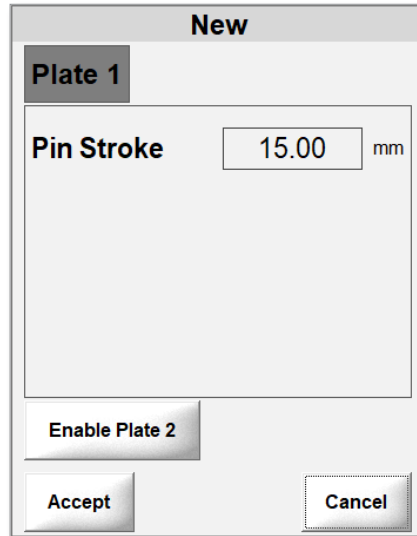 New
Plate 1
Pin Stroke 15.00 mm
Enable Plate 2
Accept Cancel